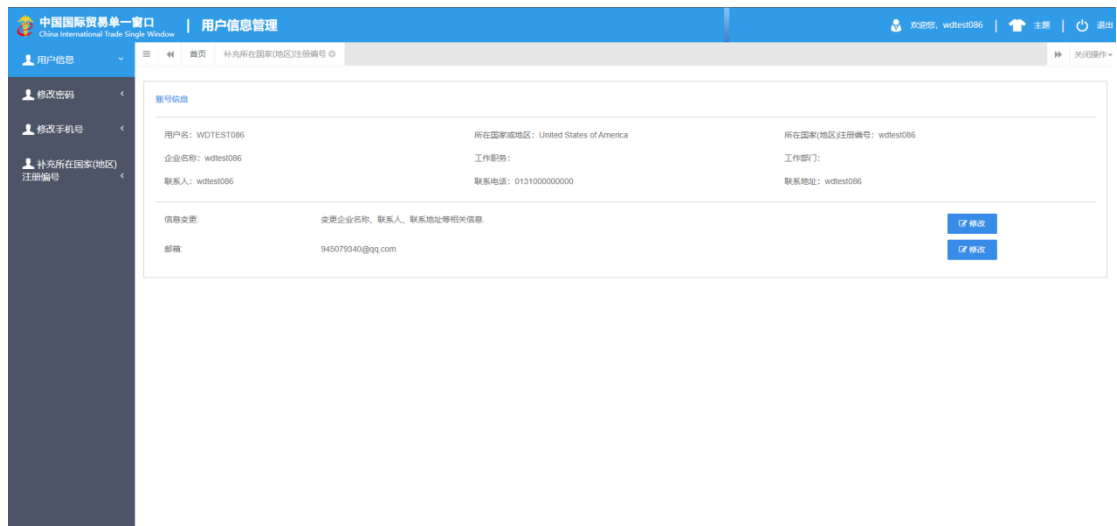 中国国际贸易单一窗口 | 用户信息管理
China International Trade Single Window
欢迎您，wdtest086 | 主题 | 退出
用户信息
首页 补充所在国家(地区)注册编号 关闭操作
修改密码
修改手机号
补充所在国家(地区)
注册编号
账号信息
用户名：WDTEST086 所在国家或地区：United States of America 所在国家(地区)注册编号：wdtest086
企业名称：wdtest086 工作职务： 工作部门：
联系人：wdtest086 联系电话：0131000000000 联系地址：wdtest086
信息变更: 变更企业名称、联系人、联系地址等相关信息. 修改
邮箱: 945079340@qq.com 修改